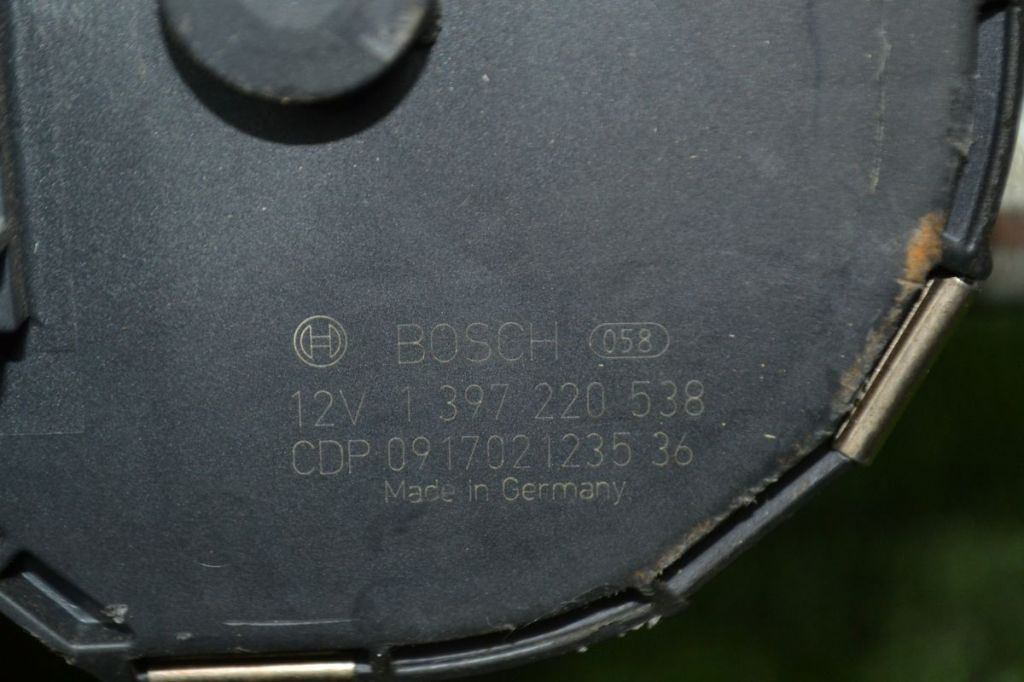 BOSCH 058
12V 1 397 220 538
CDP 0917021235 36
Made in Germany